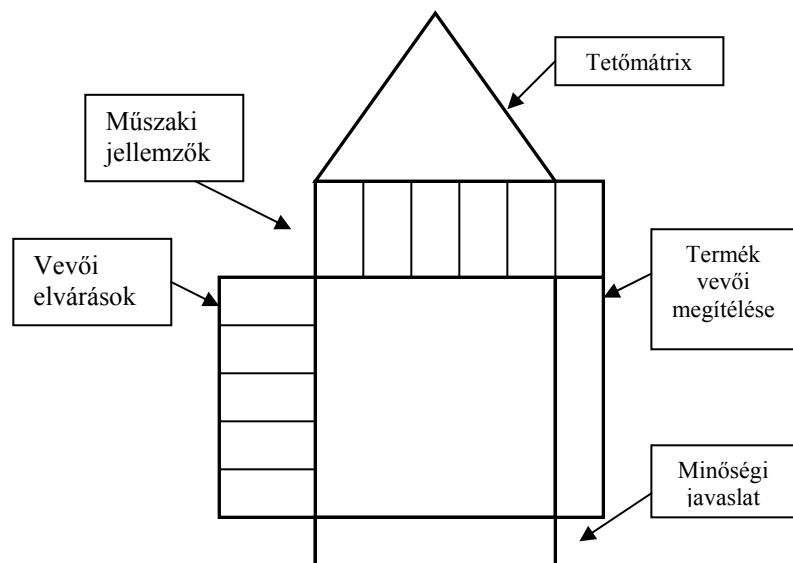 Tetőmátrix
Műszaki
jellemzők
Vevői
elvárások
Termék
vevői
megítélése
Minőségi
javaslat